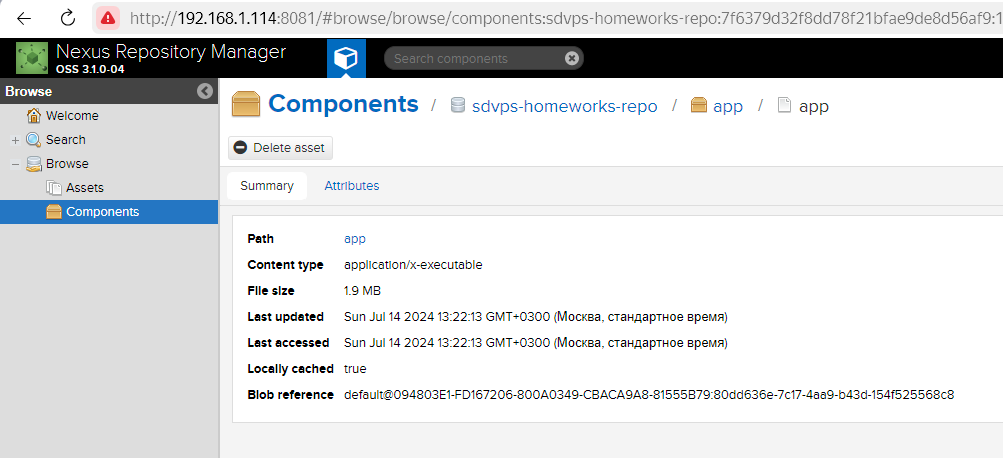 http://192.168.1.114:8081/#browse/browse/components:sdvps-homeworks-repo:7f6379d32f8dd78f21bfae9de8d56af9:1
Nexus Repository Manager
OSS 3.1.0-04
Search components
Browse
Welcome
Search
Browse
Assets
Components
Components / sdvps-homeworks-repo / app / app
Delete asset
Summary Attributes
Path app
Content type application/x-executable
File size 1.9 MB
Last updated Sun Jul 14 2024 13:22:13 GMT+0300 (Москва, стандартное время)
Last accessed Sun Jul 14 2024 13:22:13 GMT+0300 (Москва, стандартное время)
Locally cached true
Blob reference default@094803E1-FD167206-800A0349-CBACA9A8-81555B79:80dd636e-7c17-4aa9-b43d-154f525568c8